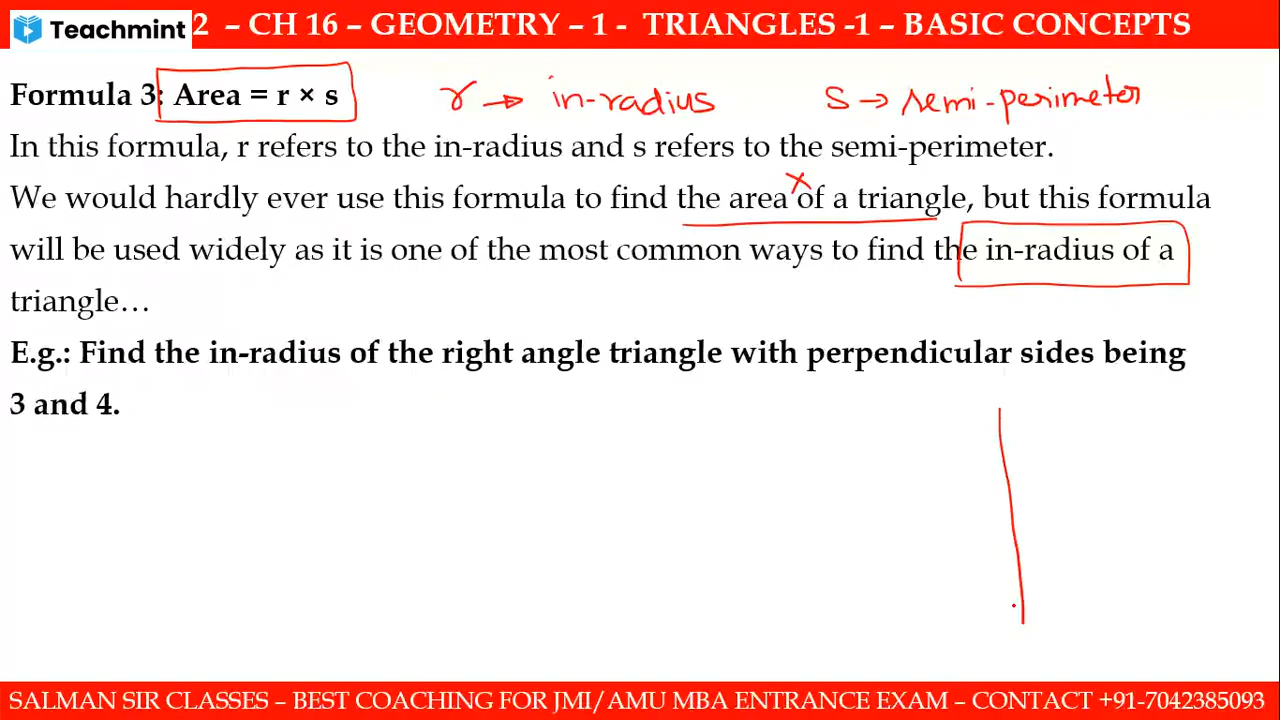 Teachmint 2 – CH 16 – GEOMETRY – 1 - TRIANGLES -1 – BASIC CONCEPTS
Formula 3: Area = r × s r → in-radius s → semi-perimeter
In this formula, r refers to the in-radius and s refers to the semi-perimeter.
We would hardly ever use this formula to find the area of a triangle, but this formula
will be used widely as it is one of the most common ways to find the in-radius of a
triangle…
E.g.: Find the in-radius of the right angle triangle with perpendicular sides being
3 and 4.
SALMAN SIR CLASSES – BEST COACHING FOR JMI/AMU MBA ENTRANCE EXAM – CONTACT +91-7042385093